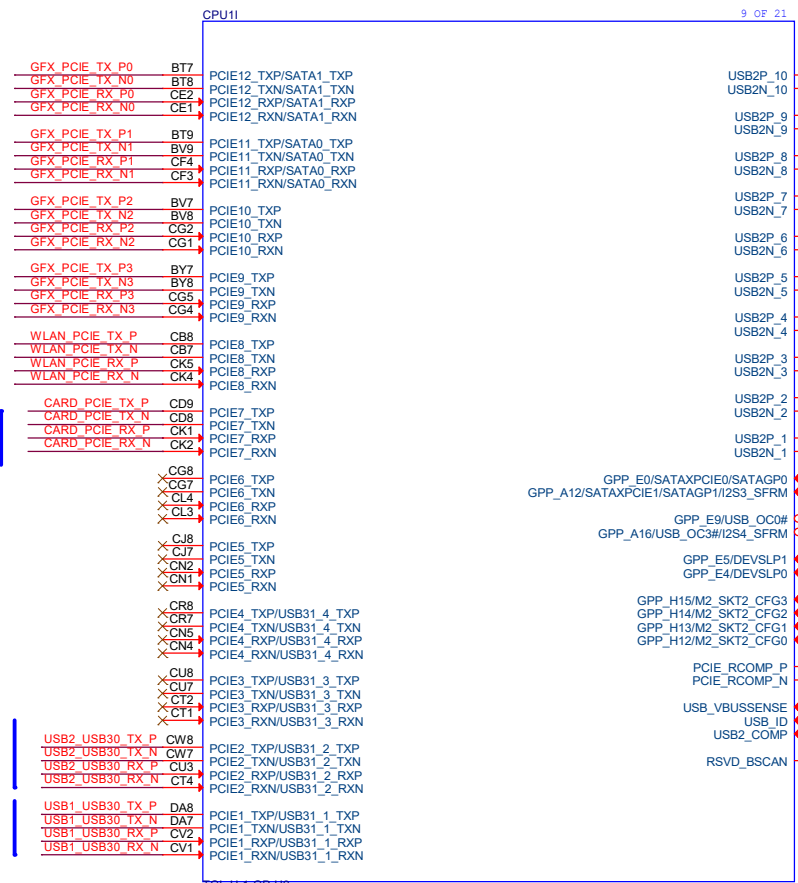 CPU1I 9 OF 21
GFX_PCIE_TX_P0 BT7 PCIE12_TXP/SATA1_TXP USB2P_10
GFX_PCIE_TX_N0 BT8 PCIE12_TXN/SATA1_TXN USB2N_10
GFX_PCIE_RX_P0 CE2 PCIE12_RXP/SATA1_RXP
GFX_PCIE_RX_N0 CE1 PCIE12_RXN/SATA1_RXN USB2P_9
USB2N_9
GFX_PCIE_TX_P1 BT9 PCIE11_TXP/SATA0_TXP
GFX_PCIE_TX_N1 BV9 PCIE11_TXN/SATA0_TXN USB2P_8
GFX_PCIE_RX_P1 CF4 PCIE11_RXP/SATA0_RXP USB2N_8
GFX_PCIE_RX_N1 CF3 PCIE11_RXN/SATA0_RXN
USB2P_7
GFX_PCIE_TX_P2 BV7 PCIE10_TXP USB2N_7
GFX_PCIE_TX_N2 BV8 PCIE10_TXN
GFX_PCIE_RX_P2 CG2 PCIE10_RXP USB2P_6
GFX_PCIE_RX_N2 CG1 PCIE10_RXN USB2N_6
GFX_PCIE_TX_P3 BY7 PCIE9_TXP USB2P_5
GFX_PCIE_TX_N3 BY8 PCIE9_TXN USB2N_5
GFX_PCIE_RX_P3 CG5 PCIE9_RXP
GFX_PCIE_RX_N3 CG4 PCIE9_RXN USB2P_4
USB2N_4
WLAN_PCIE_TX_P CB8 PCIE8_TXP
WLAN_PCIE_TX_N CB7 PCIE8_TXN USB2P_3
WLAN_PCIE_RX_P CK5 PCIE8_RXP USB2N_3
WLAN_PCIE_RX_N CK4 PCIE8_RXN
USB2P_2
CARD_PCIE_TX_P CD9 PCIE7_TXP USB2N_2
CARD_PCIE_TX_N CD8 PCIE7_TXN
CARD_PCIE_RX_P CK1 PCIE7_RXP USB2P_1
CARD_PCIE_RX_N CK2 PCIE7_RXN USB2N_1
CG8 PCIE6_TXP GPP_E0/SATAXPCIE0/SATAGP0
CG7 PCIE6_TXN GPP_A12/SATAXPCIE1/SATAGP1/I2S3_SFRM
CL4 PCIE6_RXP
CL3 PCIE6_RXN GPP_E9/USB_OC0#
GPP_A16/USB_OC3#/I2S4_SFRM
CJ8 PCIE5_TXP
CJ7 PCIE5_TXN GPP_E5/DEVSLP1
CN2 PCIE5_RXP GPP_E4/DEVSLP0
CN1 PCIE5_RXN
GPP_H15/M2_SKT2_CFG3
CR8 PCIE4_TXP/USB31_4_TXP GPP_H14/M2_SKT2_CFG2
CR7 PCIE4_TXN/USB31_4_TXN GPP_H13/M2_SKT2_CFG1
CN5 PCIE4_RXP/USB31_4_RXP GPP_H12/M2_SKT2_CFG0
CN4 PCIE4_RXN/USB31_4_RXN
PCIE_RCOMP_P
CU8 PCIE3_TXP/USB31_3_TXP PCIE_RCOMP_N
CU7 PCIE3_TXN/USB31_3_TXN
CT2 PCIE3_RXP/USB31_3_RXP USB_VBUSSENSE
CT1 PCIE3_RXN/USB31_3_RXN USB_ID
USB2_COMP
USB2_USB30_TX_P CW8 PCIE2_TXP/USB31_2_TXP
USB2_USB30_TX_N CW7 PCIE2_TXN/USB31_2_TXN RSVD_BSCAN
USB2_USB30_RX_P CU3 PCIE2_RXP/USB31_2_RXP
USB2_USB30_RX_N CT4 PCIE2_RXN/USB31_2_RXN
USB1_USB30_TX_P DA8 PCIE1_TXP/USB31_1_TXP
USB1_USB30_TX_N DA7 PCIE1_TXN/USB31_1_TXN
USB1_USB30_RX_P CV2 PCIE1_RXP/USB31_1_RXP
USB1_USB30_RX_N CV1 PCIE1_RXN/USB31_1_RXN